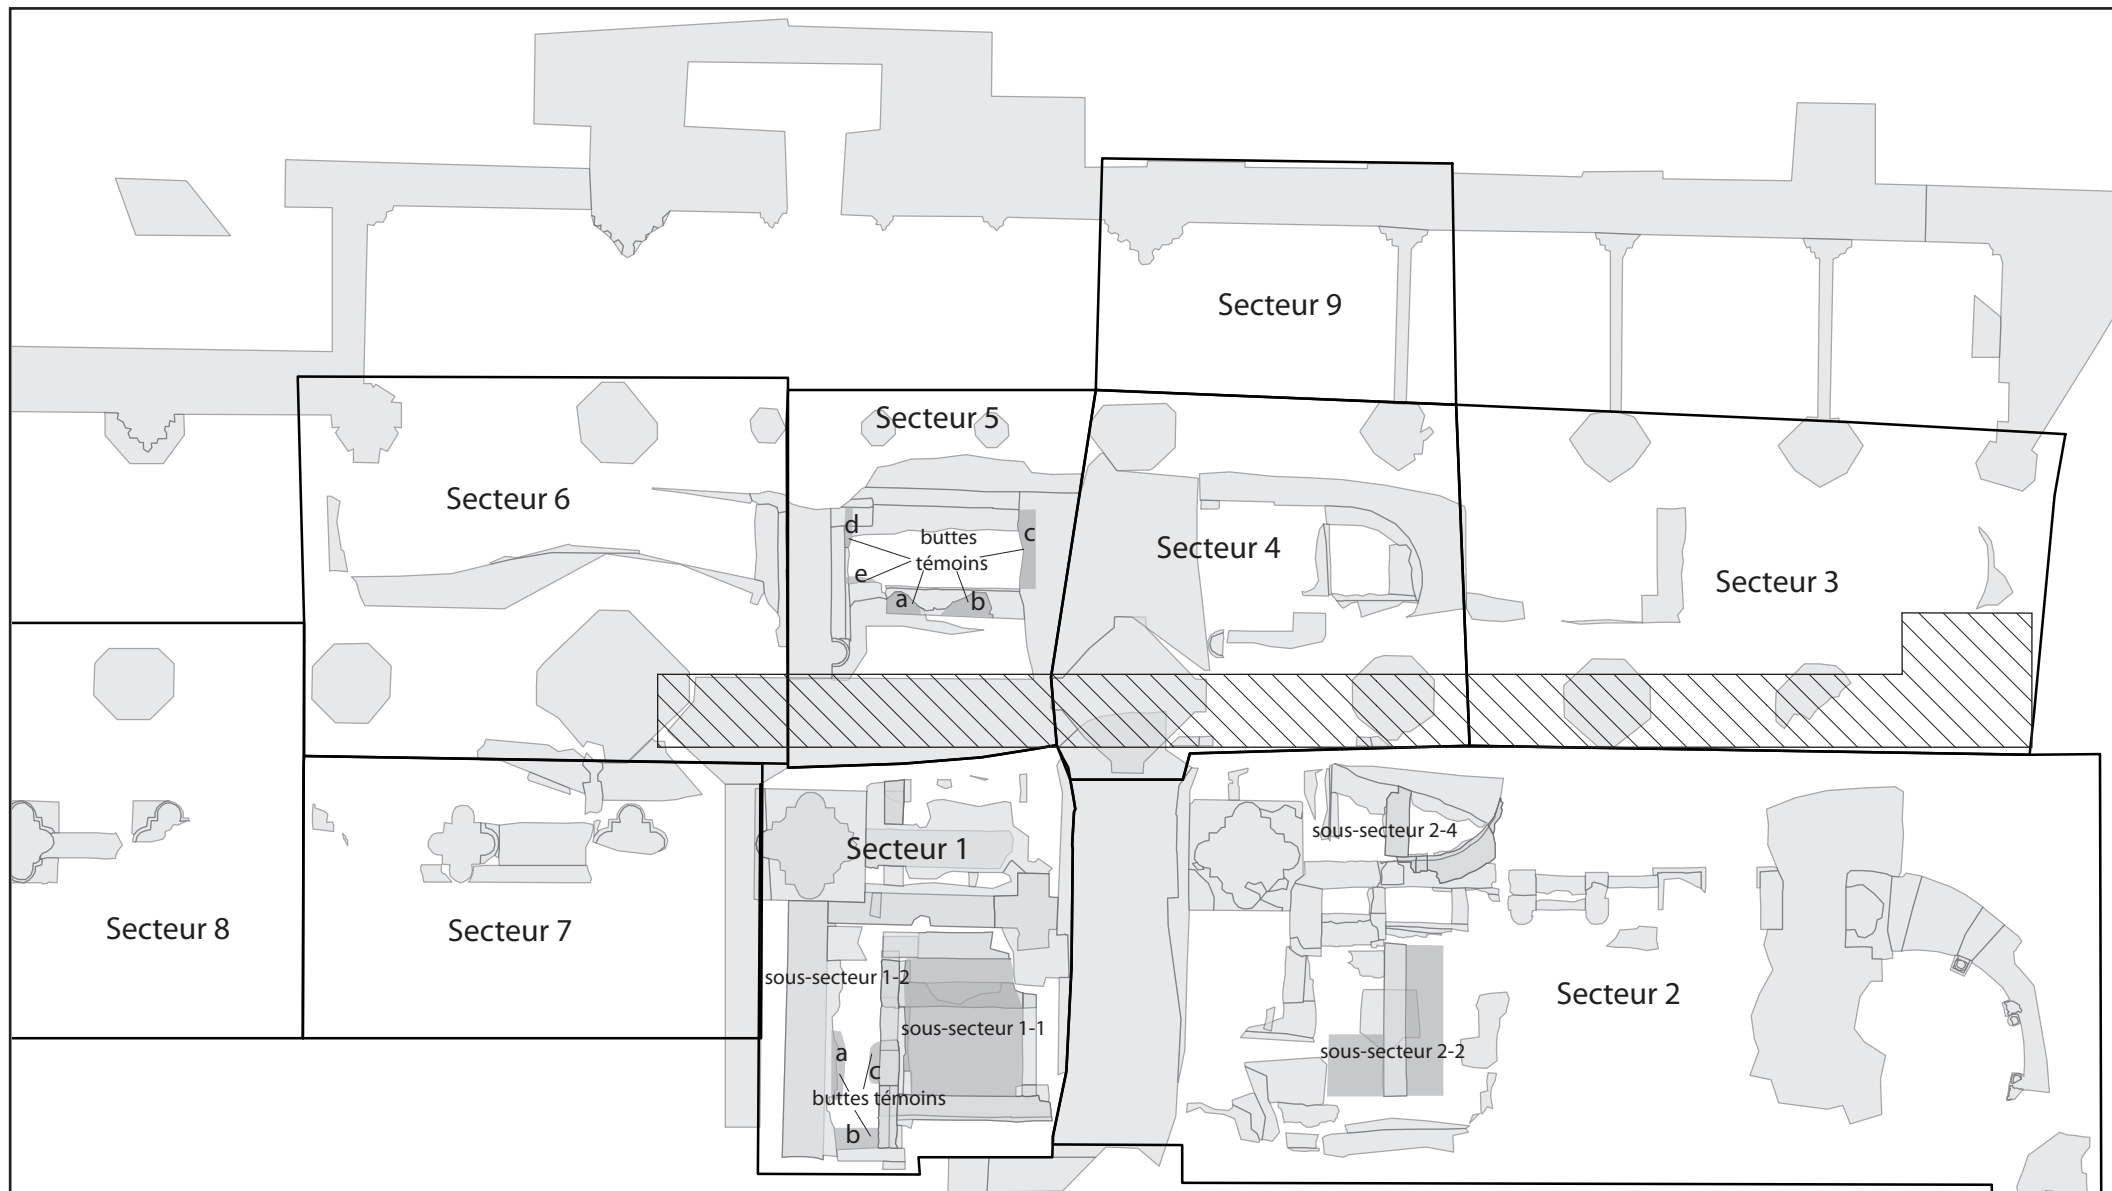 Secteur 9
Secteur 5
Secteur 6
d
buttes
témoins
c
e
a
b
Secteur 4
Secteur 3
Secteur 8
Secteur 7
Secteur 1
sous-secteur 1-2
sous-secteur 1-1
a
c
buttes témoins
b
sous-secteur 2-4
Secteur 2
sous-secteur 2-2